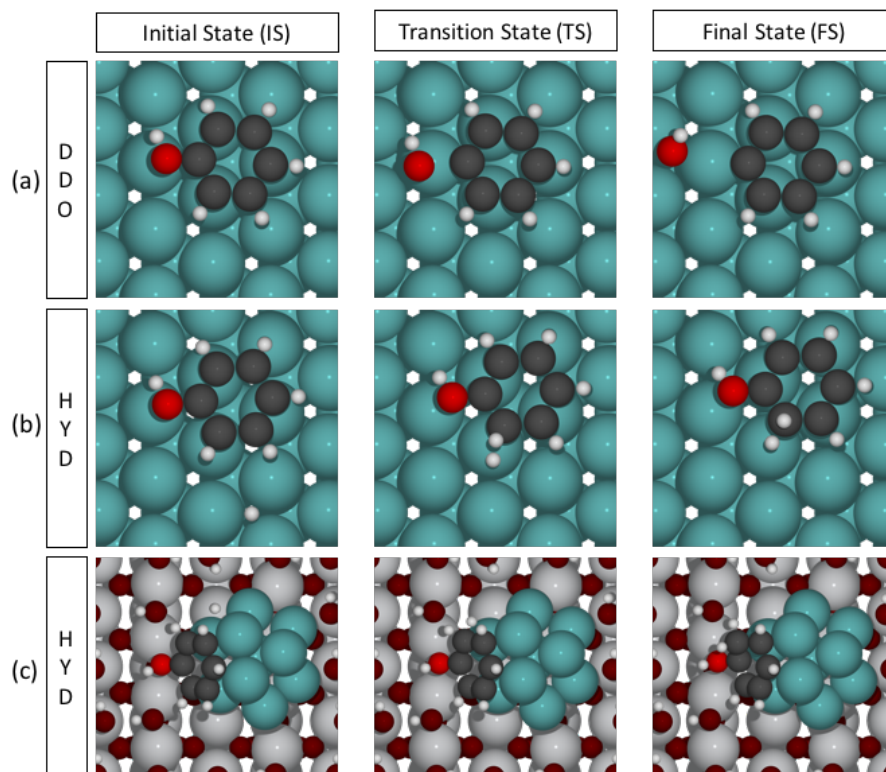 Initial State (IS)
Transition State (TS)
Final State (FS)
(a)
D
D
O
(b)
H
Y
D
(c)
H
Y
D